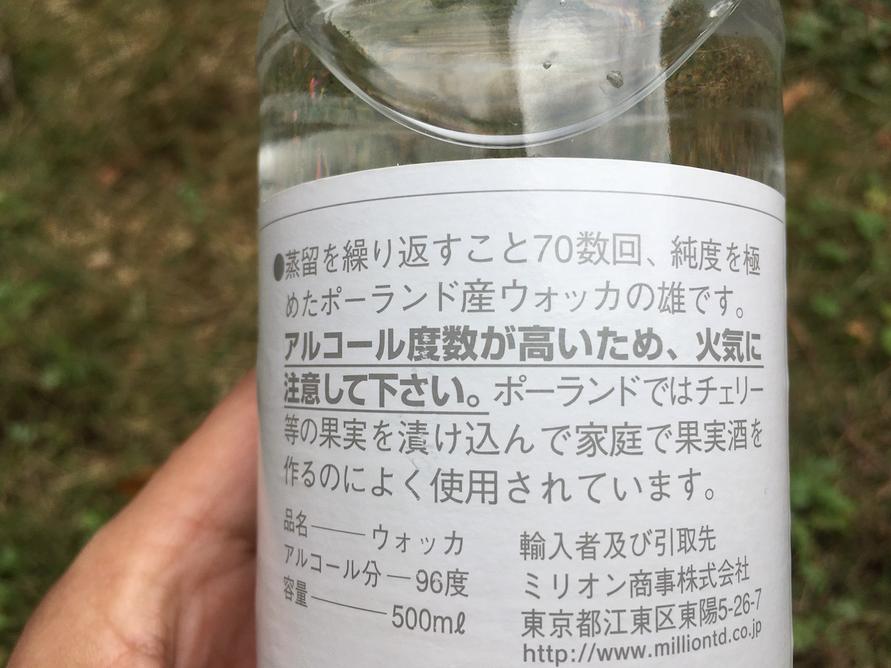 ●蒸留を繰り返すこと70数回、純度を極
めたポーランド産ウォッカの雄です。
アルコール度数が高いため、火気に
注意して下さい。ポーランドではチェリー
等の果実を漬け込んで家庭で果実酒を
作るのによく使用されています。
品名――ウォッカ
アルコール分―96度
容量―――500mℓ
輸入者及び引取先
ミリオン商事株式会社
東京都江東区東陽5-26-7
http://www.milliontd.co.jp